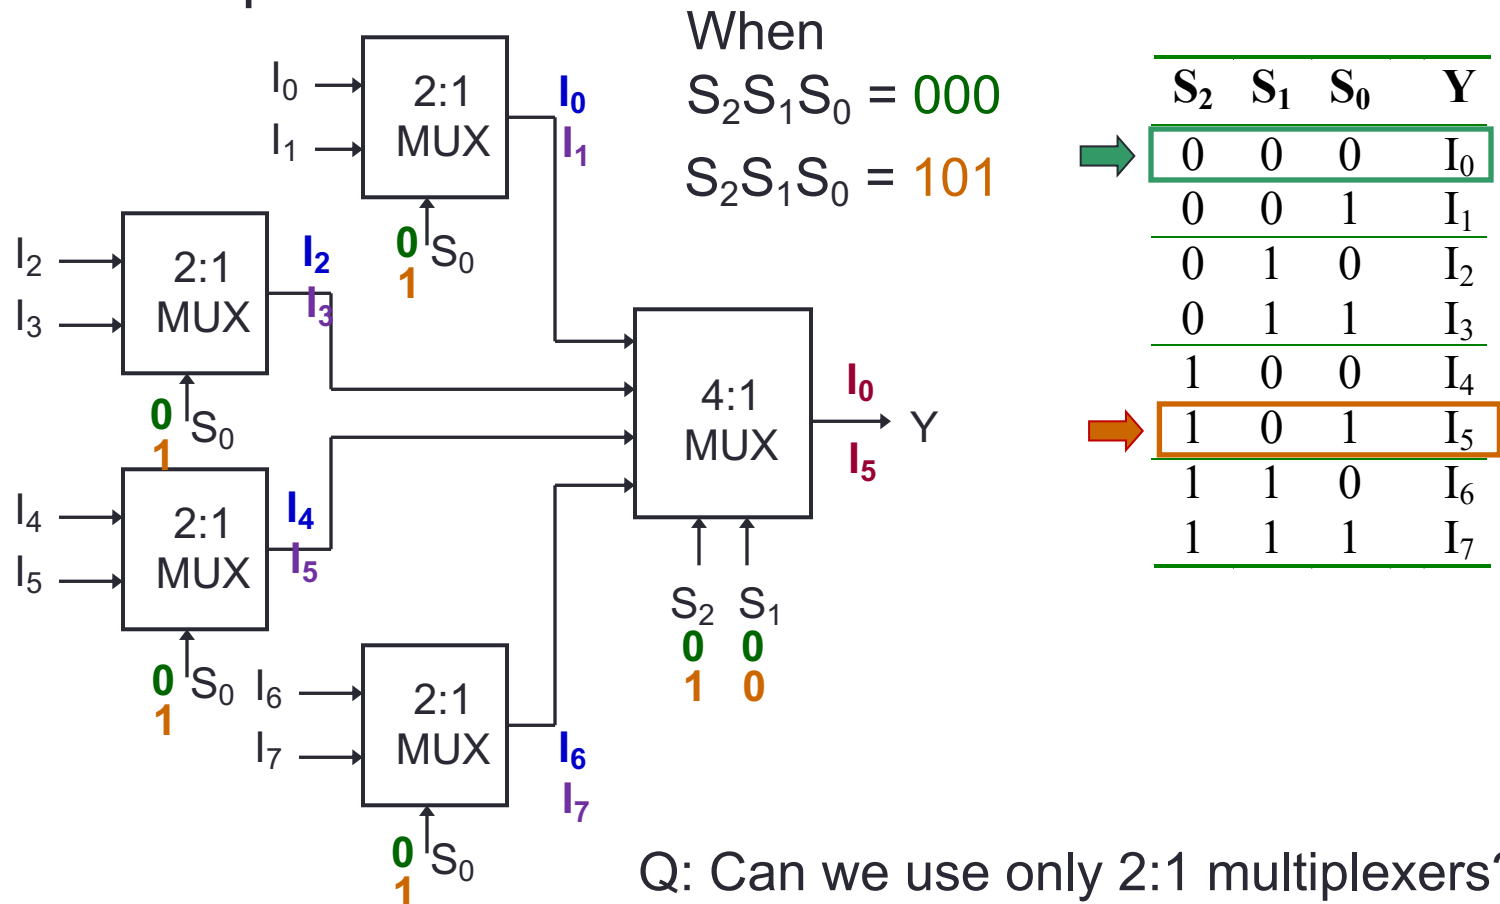 When
S₂S₁S₀ = 000
S₂S₁S₀ = 101
I₀
I₁
2:1
MUX
I₀
I₁
0
1
S₀
I₂
I₃
2:1
MUX
I₂
I₃
0
1
S₀
I₄
I₅
2:1
MUX
I₄
I₅
0
1
S₀
I₆
I₇
2:1
MUX
I₆
I₇
0
1
S₀
4:1
MUX
I₀
I₅
Y
S₂ S₁
0 0
1 0
S₂ S₁ S₀ Y
0 0 0 I₀
0 0 1 I₁
0 1 0 I₂
0 1 1 I₃
1 0 0 I₄
1 0 1 I₅
1 1 0 I₆
1 1 1 I₇
Q: Can we use only 2:1 multiplexers?